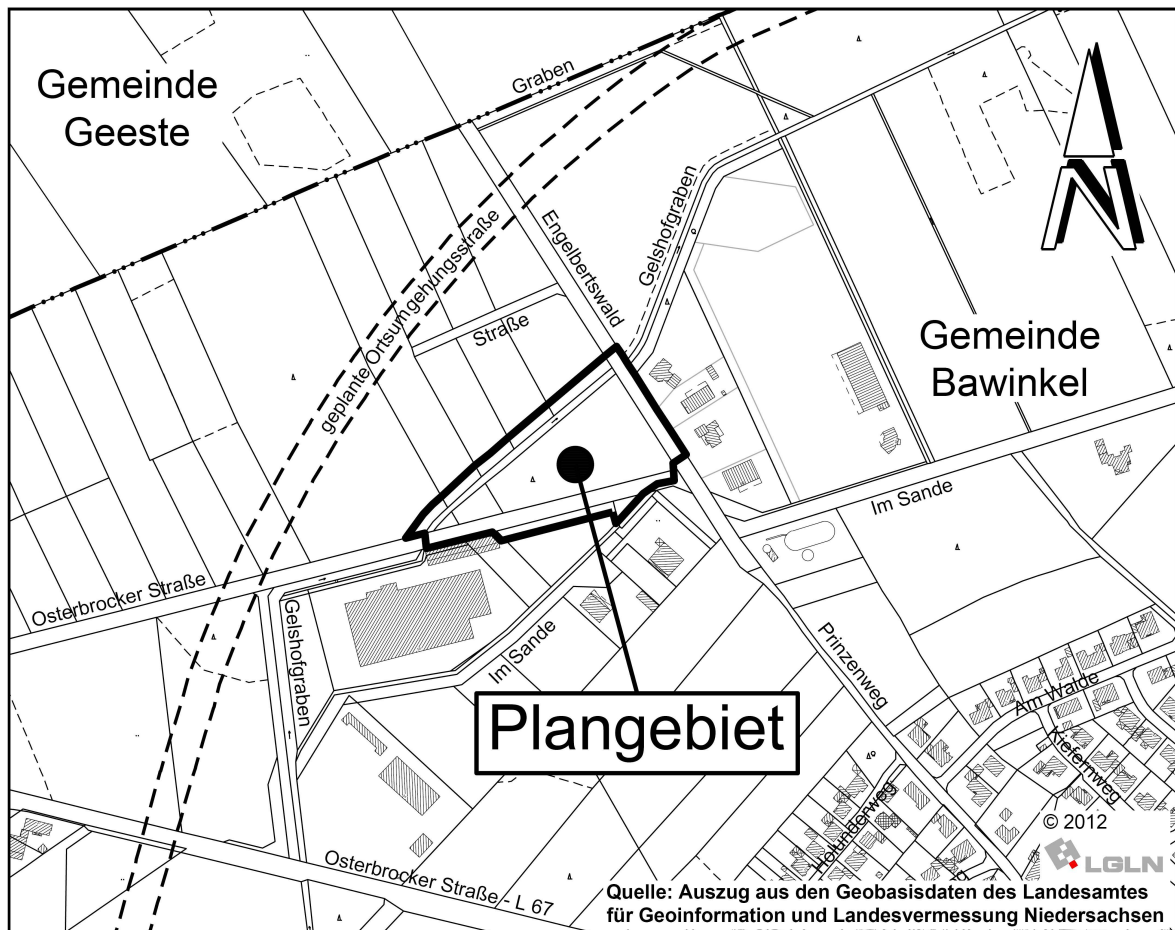 Gemeinde
Geeste
Graben
N
geplante Ortsumgehungsstraße
Engelbertswald
Gelshofgraben
Straße
Gemeinde
Bawinkel
Im Sande
Osterbrocker Straße
Gelshofgraben
Im Sande
Prinzenweg
Plangebiet
Am Walde
Kiefernweg
Holunderweg
© 2012
LGLN
Osterbrocker Straße - L 67
Quelle: Auszug aus den Geobasisdaten des Landesamtes
für Geoinformation und Landesvermessung Niedersachsen